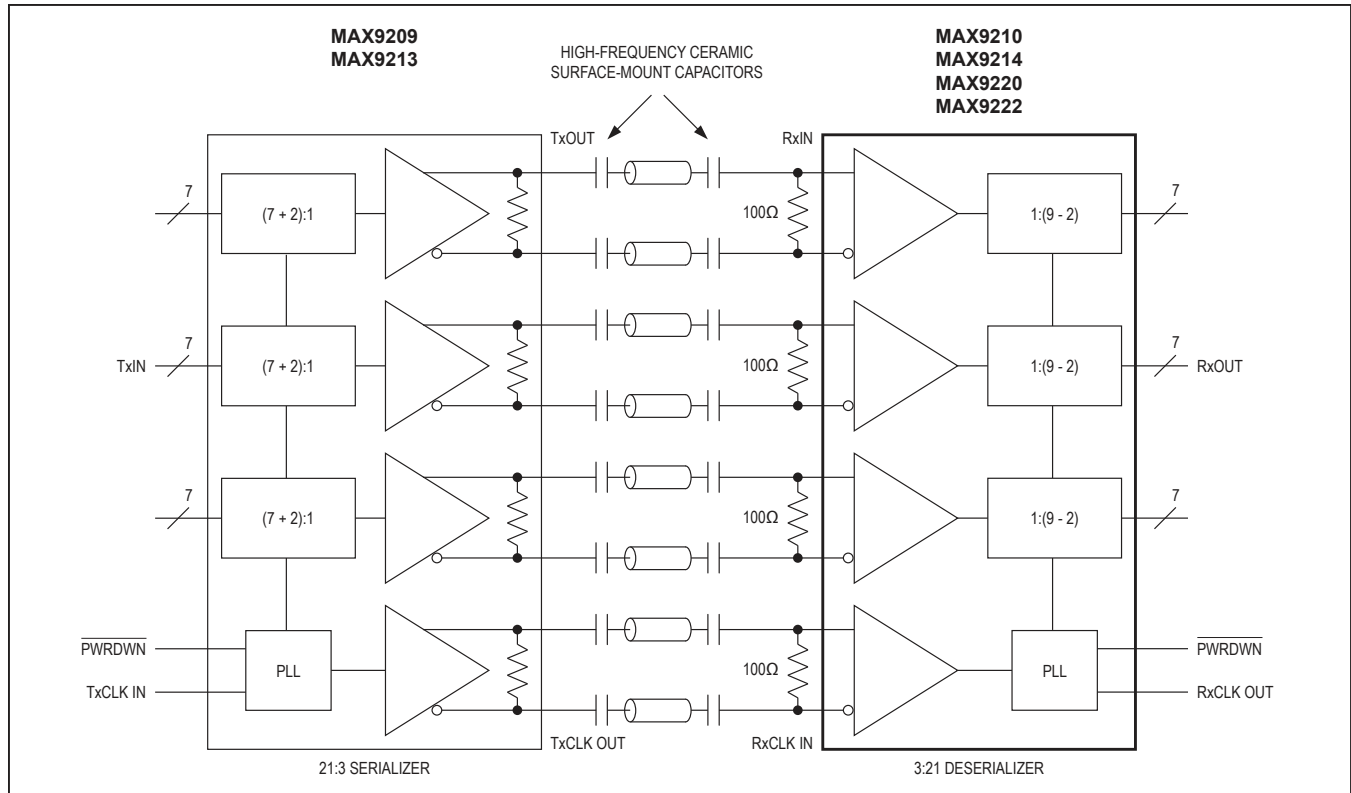 MAX9209
MAX9213
HIGH-FREQUENCY CERAMIC
SURFACE-MOUNT CAPACITORS
MAX9210
MAX9214
MAX9220
MAX9222
TxOUT
RxIN
7
(7 + 2):1
100Ω
1:(9 - 2)
7
TxIN
7
(7 + 2):1
100Ω
1:(9 - 2)
7
RxOUT
7
(7 + 2):1
100Ω
1:(9 - 2)
7
PWRDWN
TxCLK IN
PLL
100Ω
PLL
PWRDWN
RxCLK OUT
TxCLK OUT
RxCLK IN
21:3 SERIALIZER
3:21 DESERIALIZER